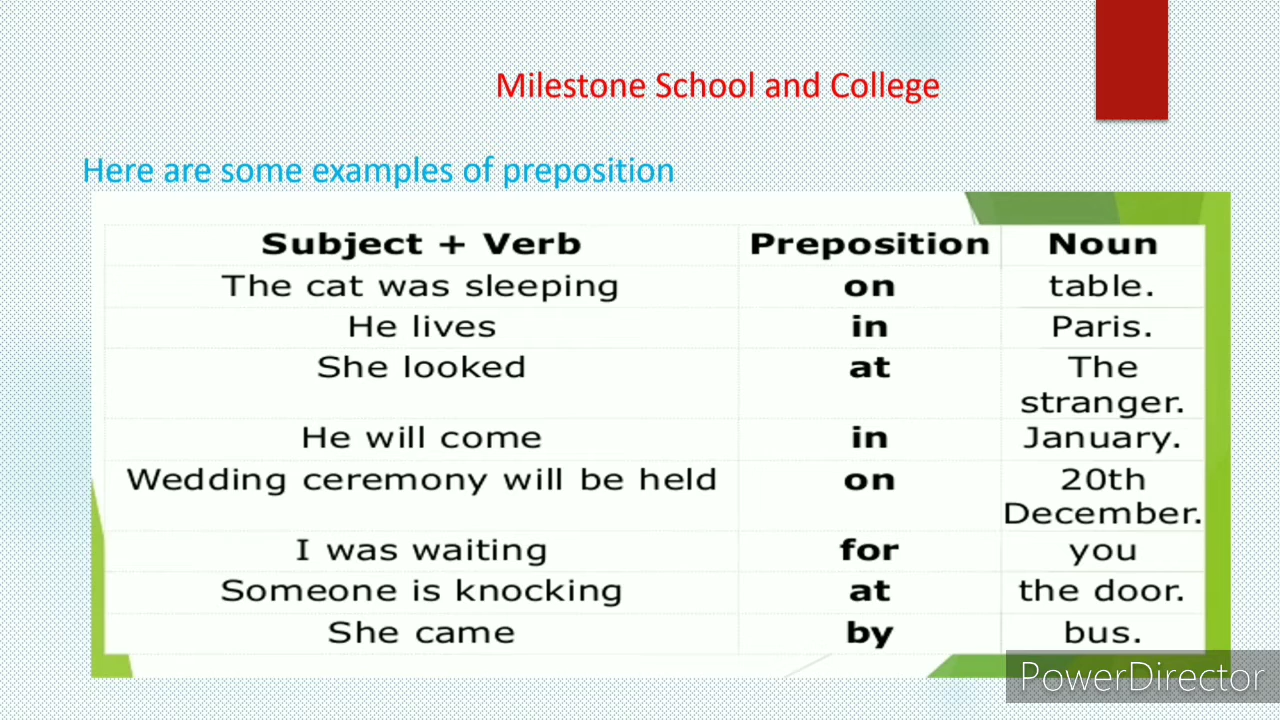 Milestone School and College
Here are some examples of preposition
Subject + Verb Preposition Noun
The cat was sleeping on table.
He lives in Paris.
She looked at The
stranger.
He will come in January.
Wedding ceremony will be held on 20th
December.
I was waiting for you
Someone is knocking at the door.
She came by bus.
PowerDirector